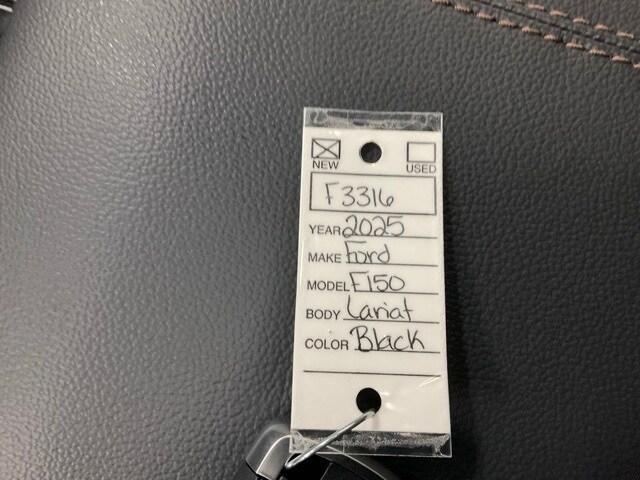 NEW USED
F3316
YEAR 2025
MAKE Ford
MODEL F150
BODY Lariat
COLOR Black